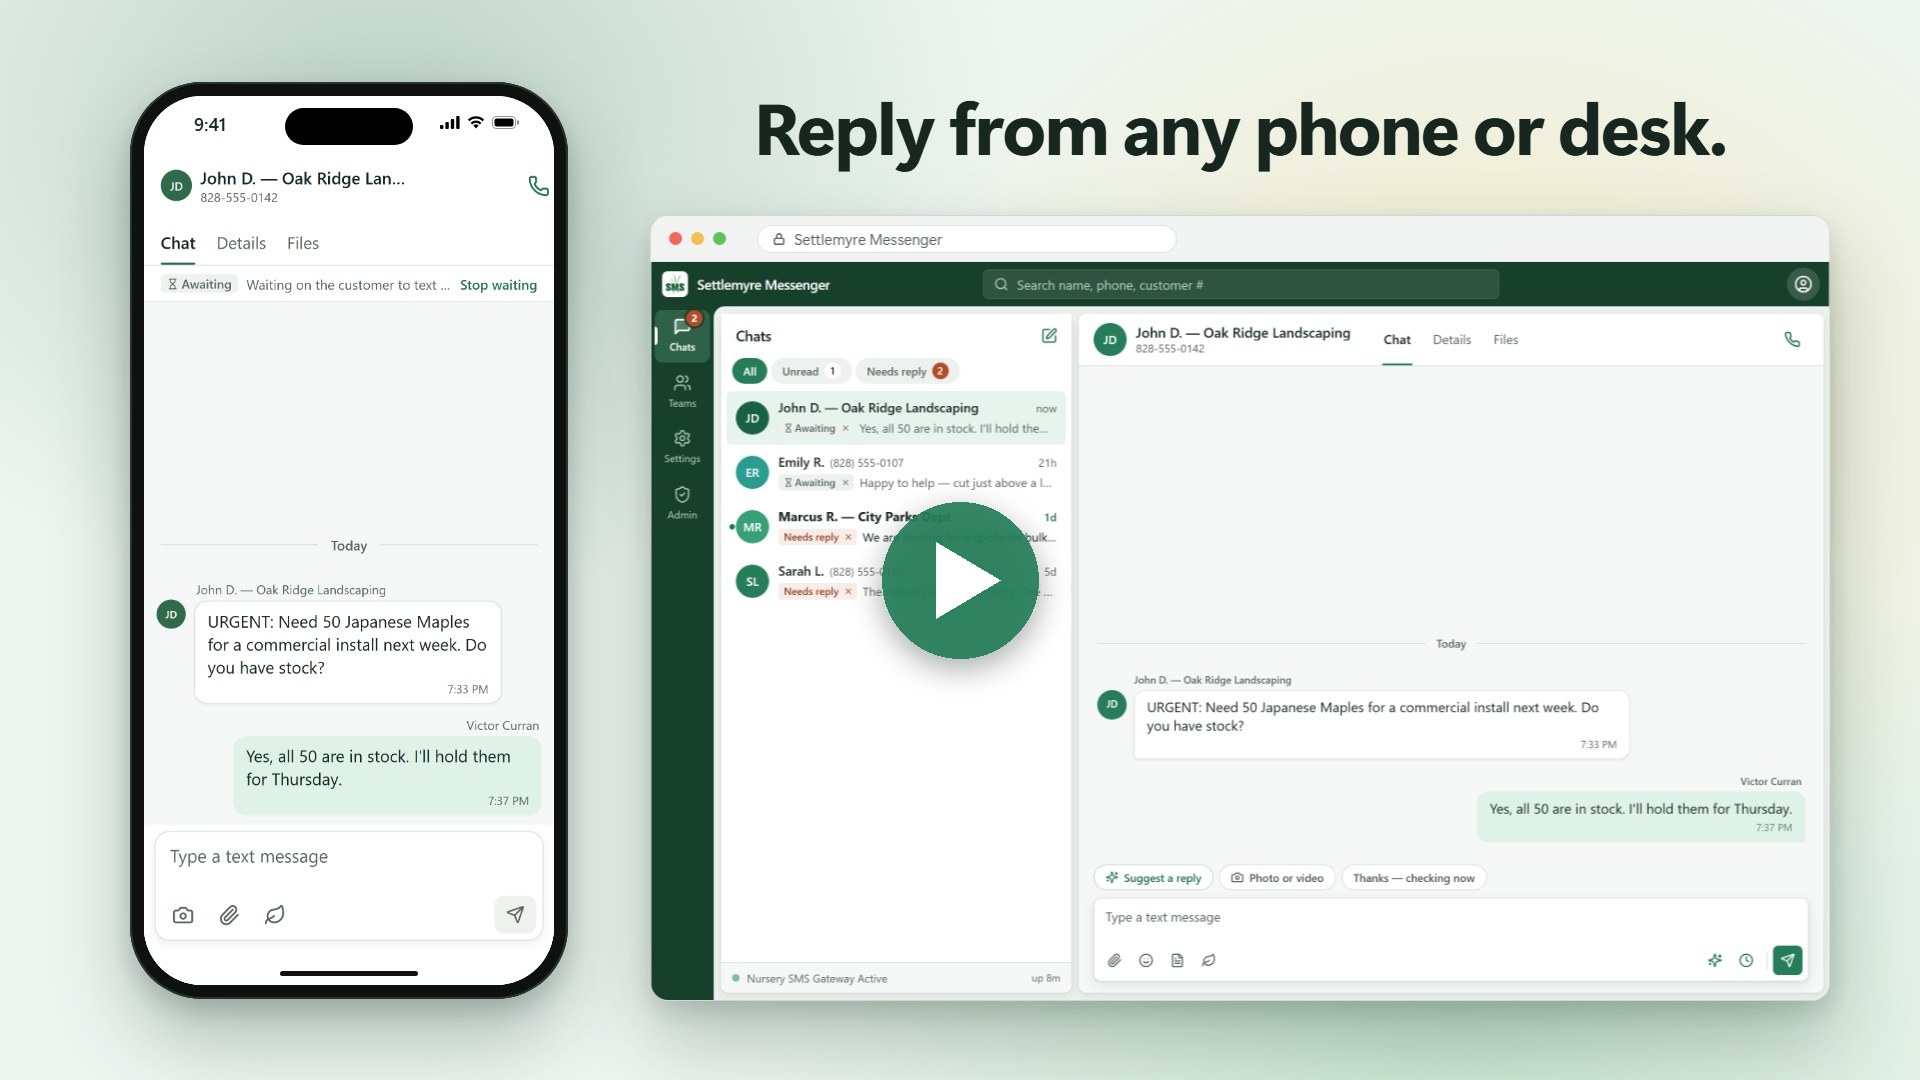 9:41
JD
John D. — Oak Ridge Lan...
828-555-0142
Chat Details Files
Awaiting Waiting on the customer to text ... Stop waiting
Today
John D. — Oak Ridge Landscaping
JD
URGENT: Need 50 Japanese Maples
for a commercial install next week. Do
you have stock?
7:33 PM
Victor Curran
Yes, all 50 are in stock. I'll hold them
for Thursday.
7:37 PM
Type a text message
Reply from any phone or desk.
Settlemyre Messenger
SMS
Settlemyre Messenger
Search name, phone, customer #
2
Chats
Teams
Settings
Admin
Chats
All Unread 1 Needs reply 2
JD
John D. — Oak Ridge Landscaping now
Awaiting × Yes, all 50 are in stock. I'll hold the...
ER
Emily R. (828) 555-0107 21h
Awaiting × Happy to help — cut just above a l...
MR
Marcus R. — City Parks Dept 1d
Needs reply × We are looking for a quote on bulk...
SL
Sarah L. (828) 555- 5d
Needs reply × The
Nursery SMS Gateway Active up 8m
JD
John D. — Oak Ridge Landscaping
828-555-0142
Chat Details Files
Today
John D. — Oak Ridge Landscaping
JD
URGENT: Need 50 Japanese Maples for a commercial install next week. Do
you have stock?
7:33 PM
Victor Curran
Yes, all 50 are in stock. I'll hold them for Thursday.
7:37 PM
Suggest a reply Photo or video Thanks — checking now
Type a text message